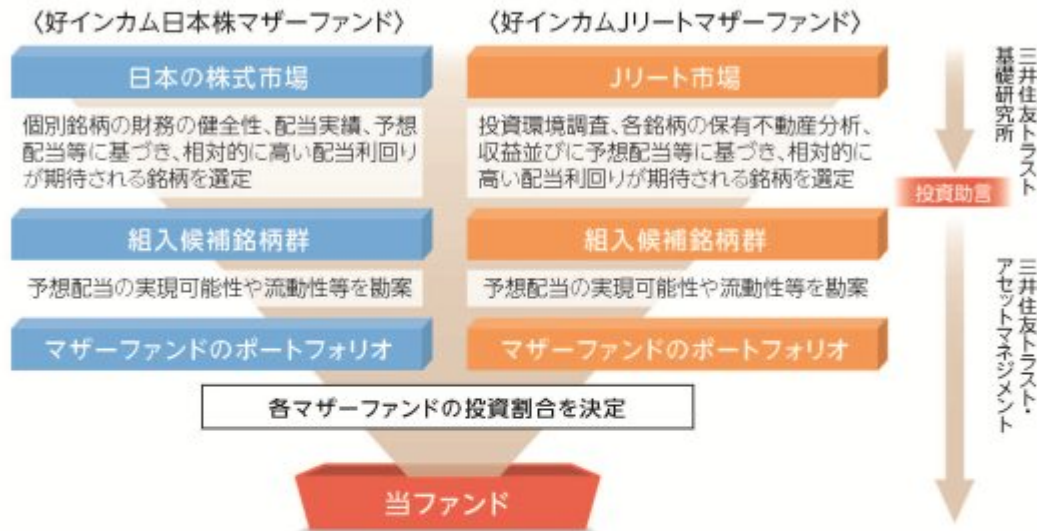 〈好インカム日本株マザーファンド〉
日本の株式市場
個別銘柄の財務の健全性、配当実績、予想
配当等に基づき、相対的に高い配当利回り
が期待される銘柄を選定
組入候補銘柄群
予想配当の実現可能性や流動性等を勘案
マザーファンドのポートフォリオ
〈好インカムJリートマザーファンド〉
Jリート市場
投資環境調査、各銘柄の保有不動産分析、
収益並びに予想配当等に基づき、相対的に
高い配当利回りが期待される銘柄を選定
組入候補銘柄群
予想配当の実現可能性や流動性等を勘案
マザーファンドのポートフォリオ
各マザーファンドの投資割合を決定
当ファンド
三井住友トラスト
基礎研究所
投資助言
三井住友トラスト・
アセットマネジメント